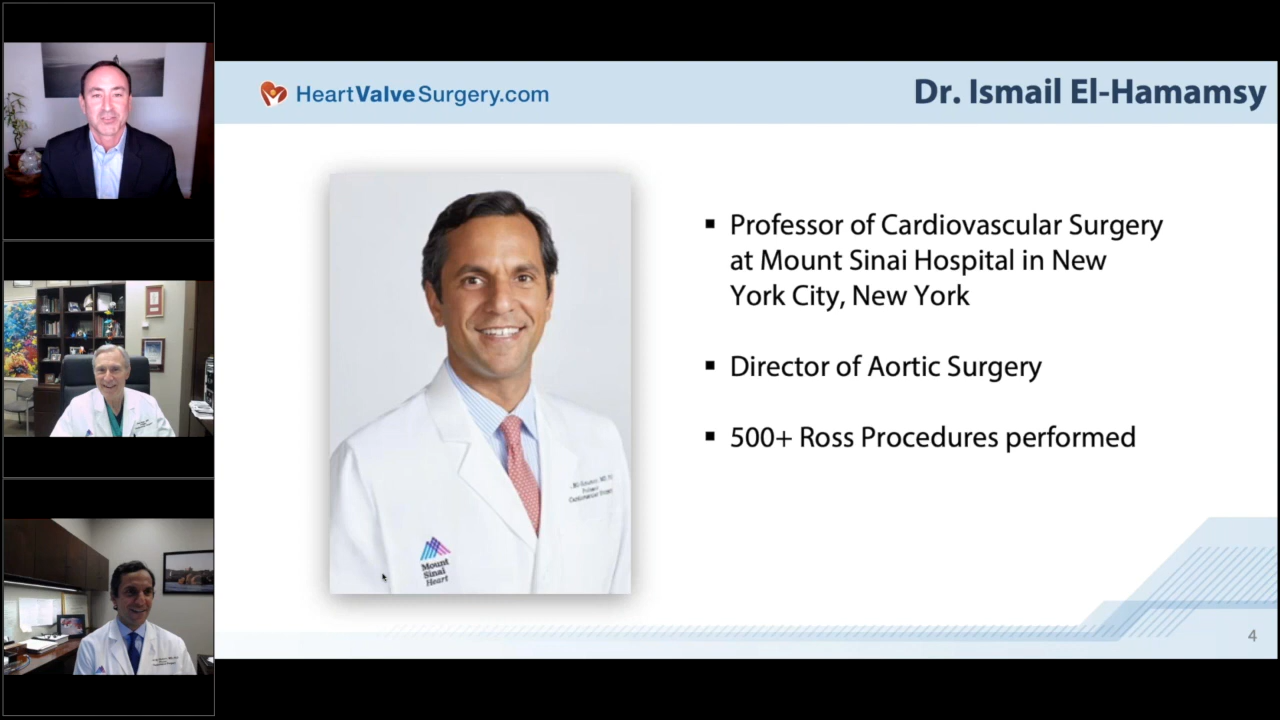 HeartValveSurgery.com
Dr. Ismail El-Hamamsy
▪ Professor of Cardiovascular Surgery
at Mount Sinai Hospital in New
York City, New York
▪ Director of Aortic Surgery
▪ 500+ Ross Procedures performed
Mount
Sinai
Heart
4